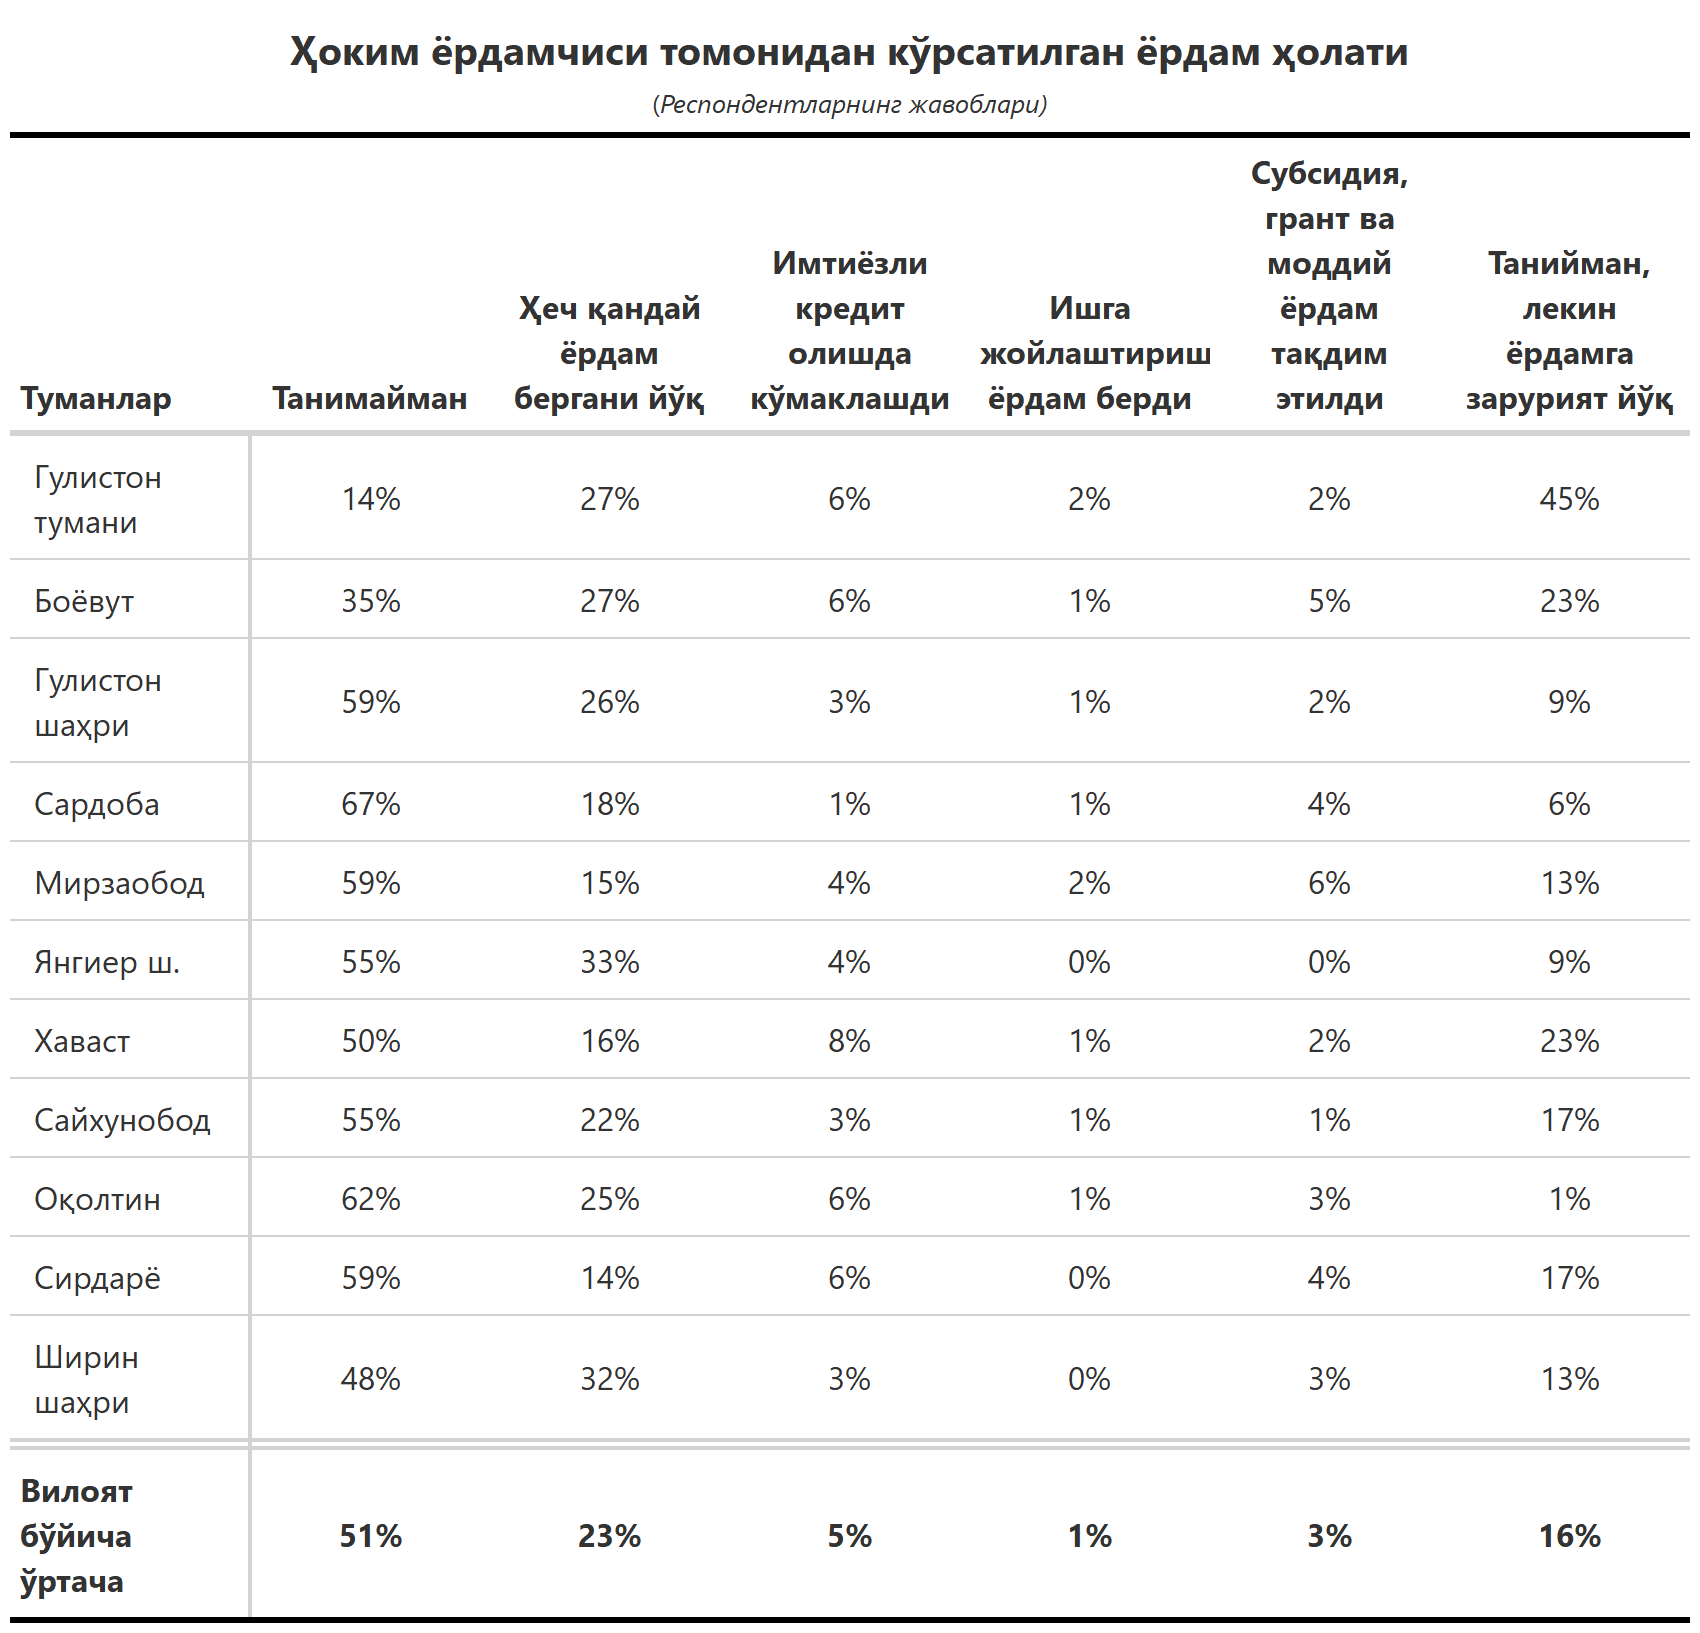 Ҳоким ёрдамчиси томонидан кўрсатилган ёрдам ҳолати
(Респондентларнинг жавоблари)
Туманлар
Танимайман
Ҳеч қандай
ёрдам
бергани йўқ
Имтиёзли
кредит
олишда
кўмаклашди
Ишга
жойлаштириш
ёрдам берди
Субсидия,
грант ва
моддий
ёрдам
тақдим
этилди
Танийман,
лекин
ёрдамга
зарурият йўқ
Гулистон
тумани
14% 27% 6% 2% 2% 45%
Боёвут 35% 27% 6% 1% 5% 23%
Гулистон
шаҳри
59% 26% 3% 1% 2% 9%
Сардоба 67% 18% 1% 1% 4% 6%
Мирзаобод 59% 15% 4% 2% 6% 13%
Янгиер ш. 55% 33% 4% 0% 0% 9%
Хаваст 50% 16% 8% 1% 2% 23%
Сайхунобод 55% 22% 3% 1% 1% 17%
Оқолтин 62% 25% 6% 1% 3% 1%
Сирдарё 59% 14% 6% 0% 4% 17%
Ширин
шаҳри
48% 32% 3% 0% 3% 13%
Вилоят
бўйича
ўртача
51% 23% 5% 1% 3% 16%